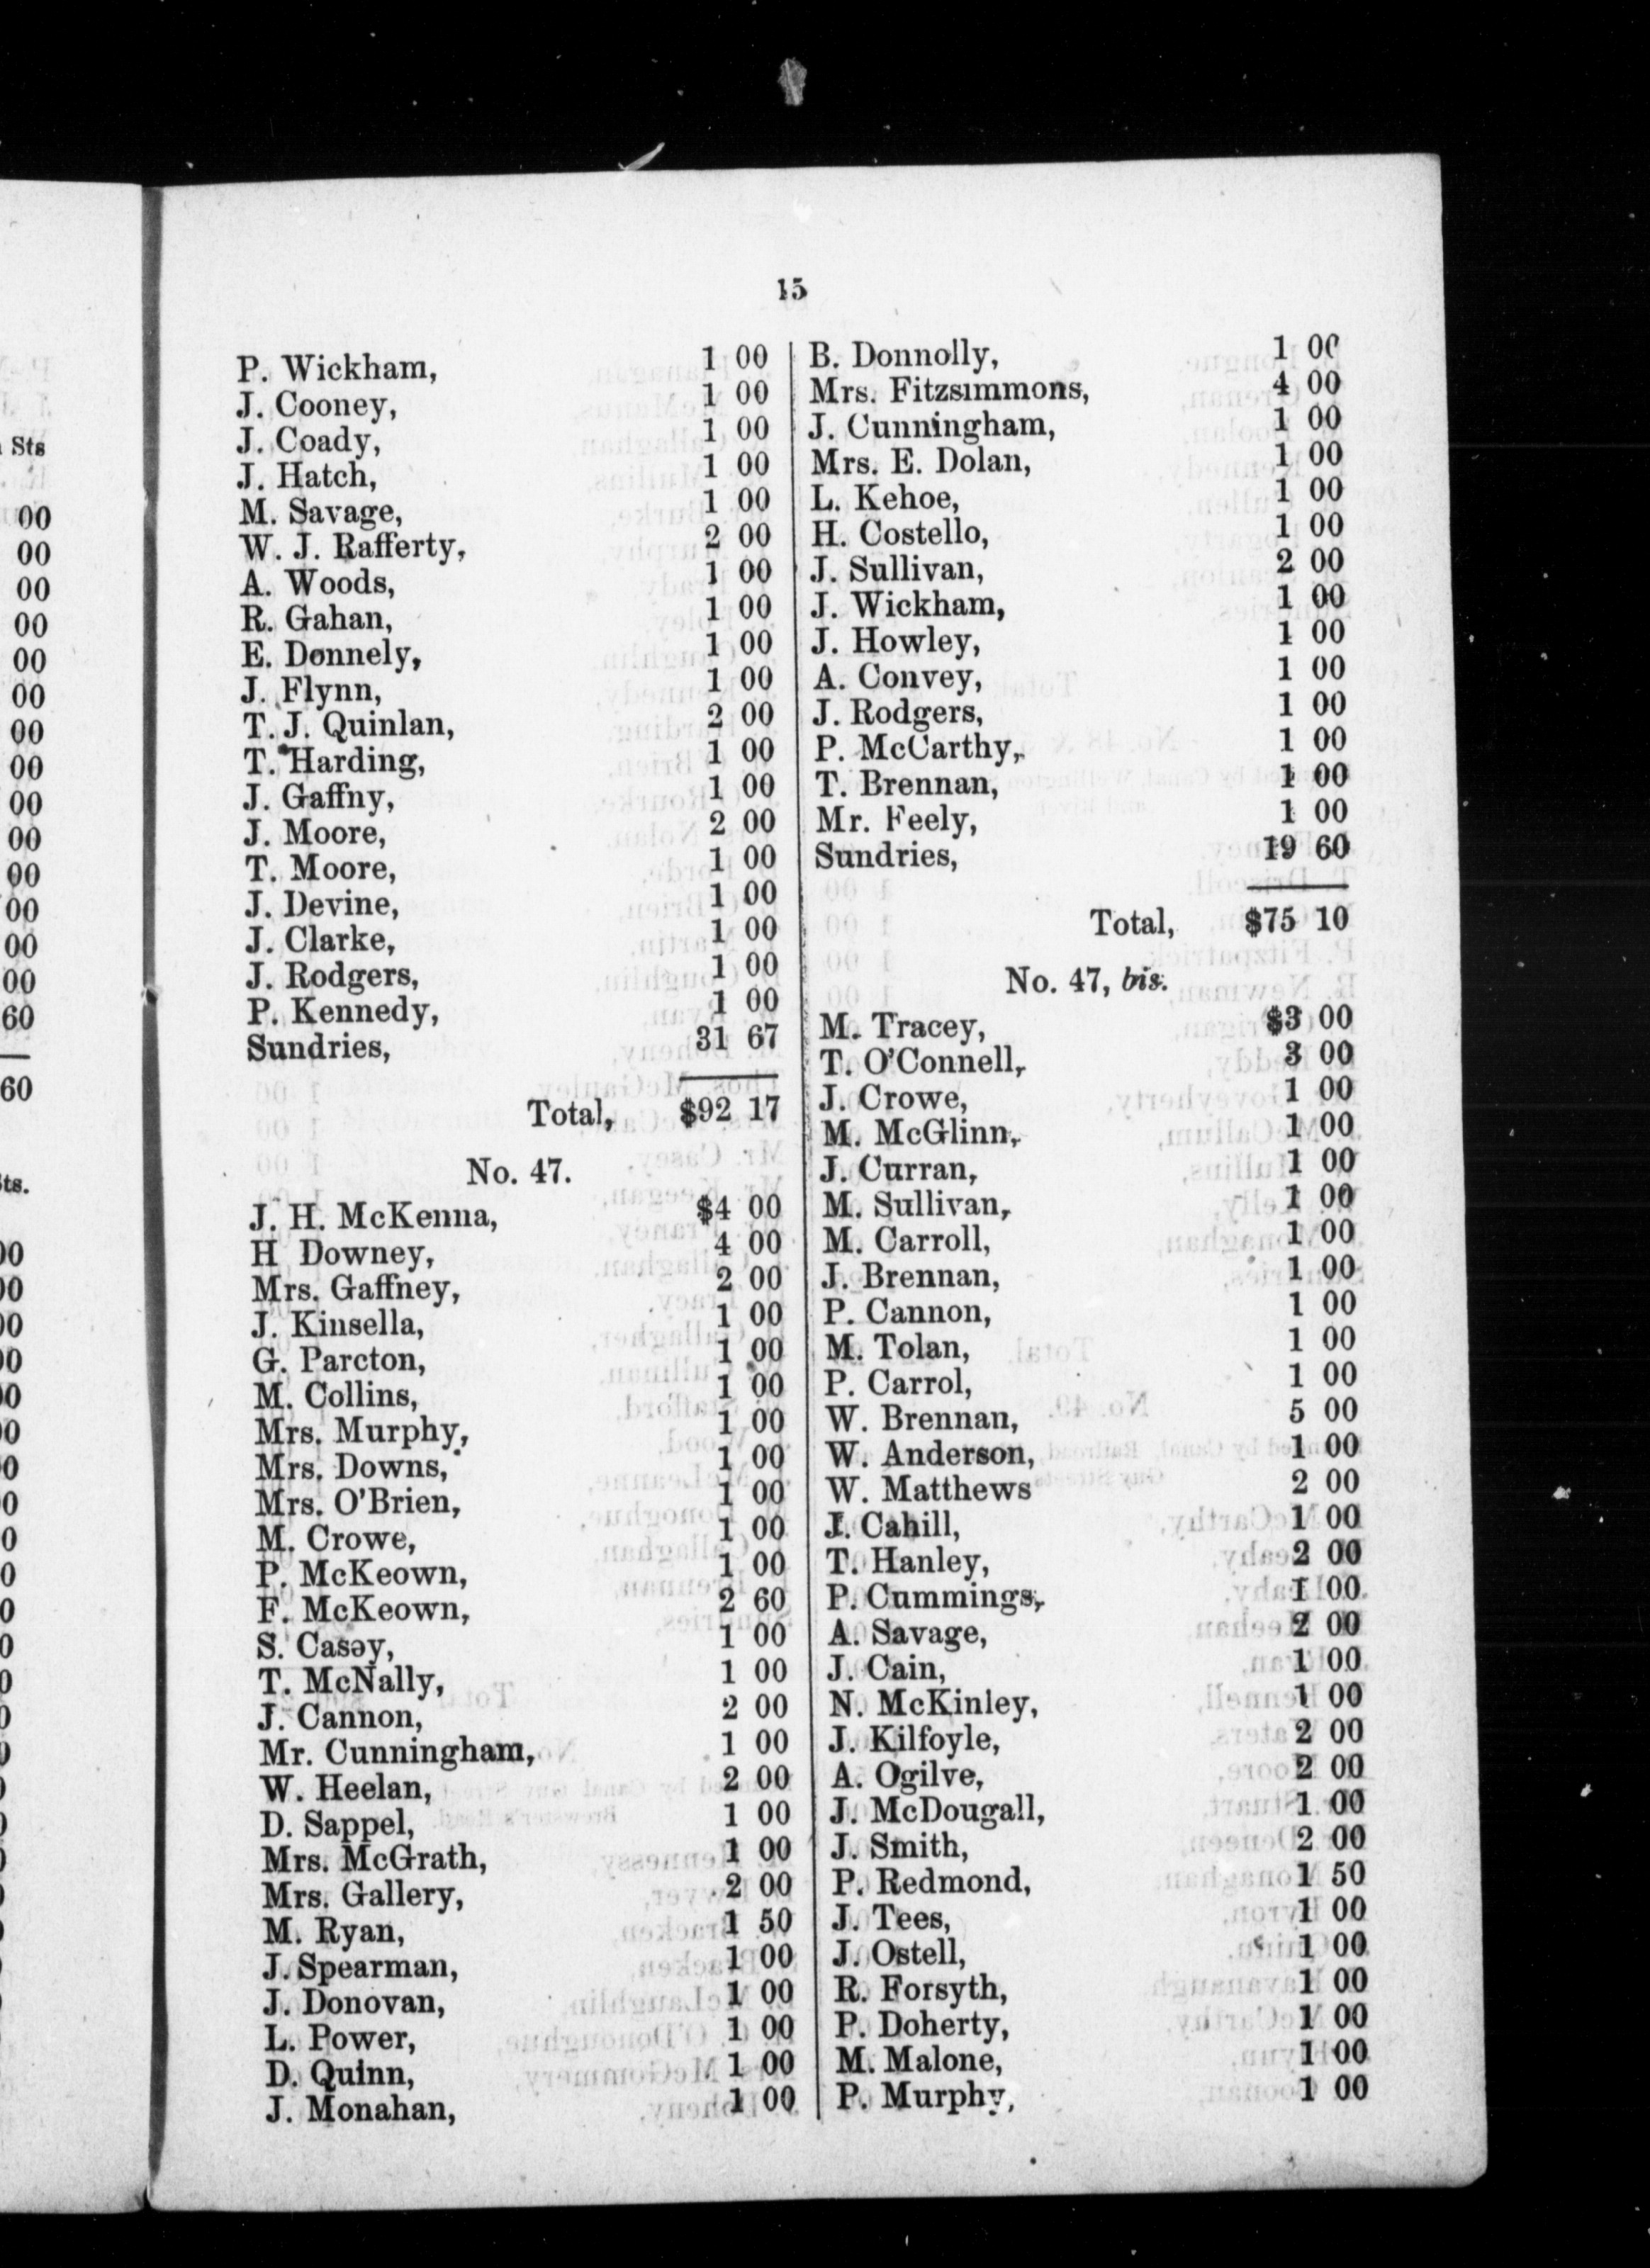 15
P. Wickham, 1 00
J. Cooney, 1 00
J. Coady, 1 00
J. Hatch, 1 00
M. Savage, 1 00
W. J. Rafferty, 2 00
A. Woods, 1 00
R. Gahan, 1 00
E. Donnely, 1 00
J. Flynn, 1 00
T. J. Quinlan, 2 00
T. Harding, 1 00
J. Gaffny, 1 00
J. Moore, 2 00
T. Moore, 1 00
J. Devine, 1 00
J. Clarke, 1 00
J. Rodgers, 1 00
P. Kennedy, 1 00
Sundries, 31 67
Total, $92 17
No. 47.
J. H. McKenna, $4 00
H Downey, 4 00
Mrs. Gaffney, 2 00
J. Kinsella, 1 00
G. Parcton, 1 00
M. Collins, 1 00
Mrs. Murphy, 1 00
Mrs. Downs, 1 00
Mrs. O'Brien, 1 00
M. Crowe, 1 00
P. McKeown, 1 00
F. McKeown, 2 60
S. Casey, 1 00
T. McNally, 1 00
J. Cannon, 2 00
Mr. Cunningham, 1 00
W. Heelan, 2 00
D. Sappel, 1 00
Mrs. McGrath, 1 00
Mrs. Gallery, 2 00
M. Ryan, 1 50
J. Spearman, 1 00
J. Donovan, 1 00
L. Power, 1 00
D. Quinn, 1 00
J. Monahan, 1 00
B. Donnolly, 1 00
Mrs. Fitzsimmons, 4 00
J. Cunningham, 1 00
Mrs. E. Dolan, 1 00
L. Kehoe, 1 00
H. Costello, 1 00
J. Sullivan, 2 00
J. Wickham, 1 00
J. Howley, 1 00
A. Convey, 1 00
J. Rodgers, 1 00
P. McCarthy, 1 00
T. Brennan, 1 00
Mr. Feely, 1 00
Sundries, 19 60
Total, $75 10
No. 47, bis.
M. Tracey, $3 00
T. O'Connell, 3 00
J. Crowe, 1 00
M. McGlinn, 1 00
J. Curran, 1 00
M. Sullivan, 1 00
M. Carroll, 1 00
J. Brennan, 1 00
P. Cannon, 1 00
M. Tolan, 1 00
P. Carrol, 1 00
W. Brennan, 5 00
W. Anderson, 1 00
W. Matthews 2 00
J. Cahill, 1 00
T. Hanley, 2 00
P. Cummings, 1 00
A. Savage, 2 00
J. Cain, 1 00
N. McKinley, 1 00
J. Kilfoyle, 2 00
A. Ogilve, 2 00
J. McDougall, 1 00
J. Smith, 2 00
P. Redmond, 1 50
J. Tees, 1 00
J. Ostell, 1 00
R. Forsyth, 1 00
P. Doherty, 1 00
M. Malone, 1 00
P. Murphy, 1 00